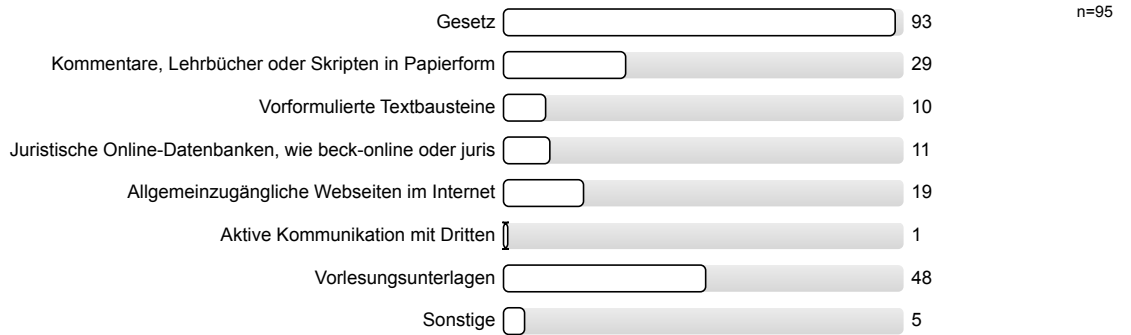 Gesetz 93 n=95
Kommentare, Lehrbücher oder Skripten in Papierform 29
Vorformulierte Textbausteine 10
Juristische Online-Datenbanken, wie beck-online oder juris 11
Allgemeinzugängliche Webseiten im Internet 19
Aktive Kommunikation mit Dritten 1
Vorlesungsunterlagen 48
Sonstige 5